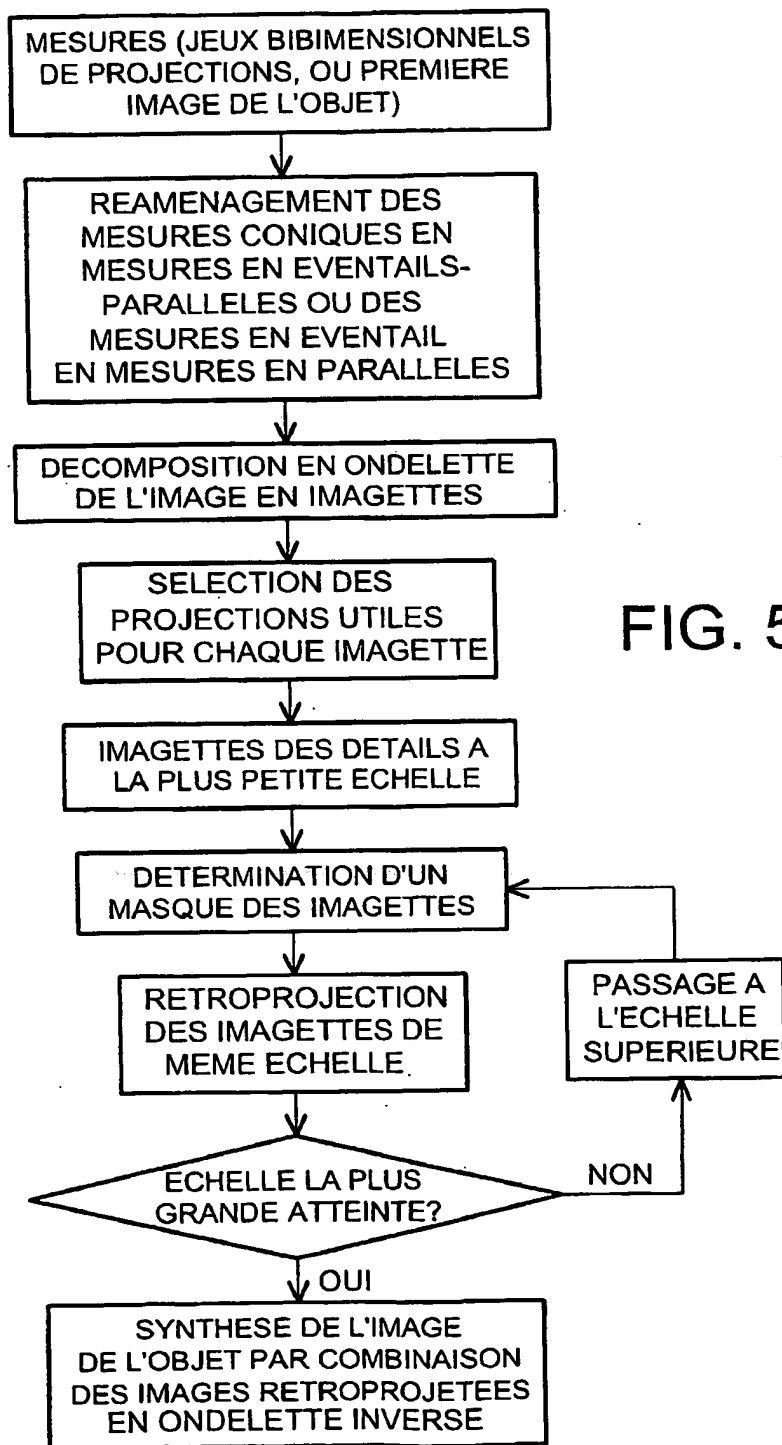 MESURES (JEUX BIBIMENSIONNELS
DE PROJECTIONS, OU PREMIERE
IMAGE DE L'OBJET)
REAMENAGEMENT DES
MESURES CONIQUES EN
MESURES EN EVENTAILS-
PARALLELES OU DES
MESURES EN EVENTAIL
EN MESURES EN PARALLELES
DECOMPOSITION EN ONDELETTE
DE L'IMAGE EN IMAGETTES
SELECTION DES
PROJECTIONS UTILES
POUR CHAQUE IMAGETTE
FIG. 5
IMAGETTES DES DETAILS A
LA PLUS PETITE ECHELLE
DETERMINATION D'UN
MASQUE DES IMAGETTES
RETROPROJECTION
DES IMAGETTES DE
MEME ECHELLE
PASSAGE A
L'ECHELLE
SUPERIEURE
ECHELLE LA PLUS
GRANDE ATTEINTE?
NON
OUI
SYNTHESE DE L'IMAGE
DE L'OBJET PAR COMBINAISON
DES IMAGES RETROPROJETEES
EN ONDELETTE INVERSE